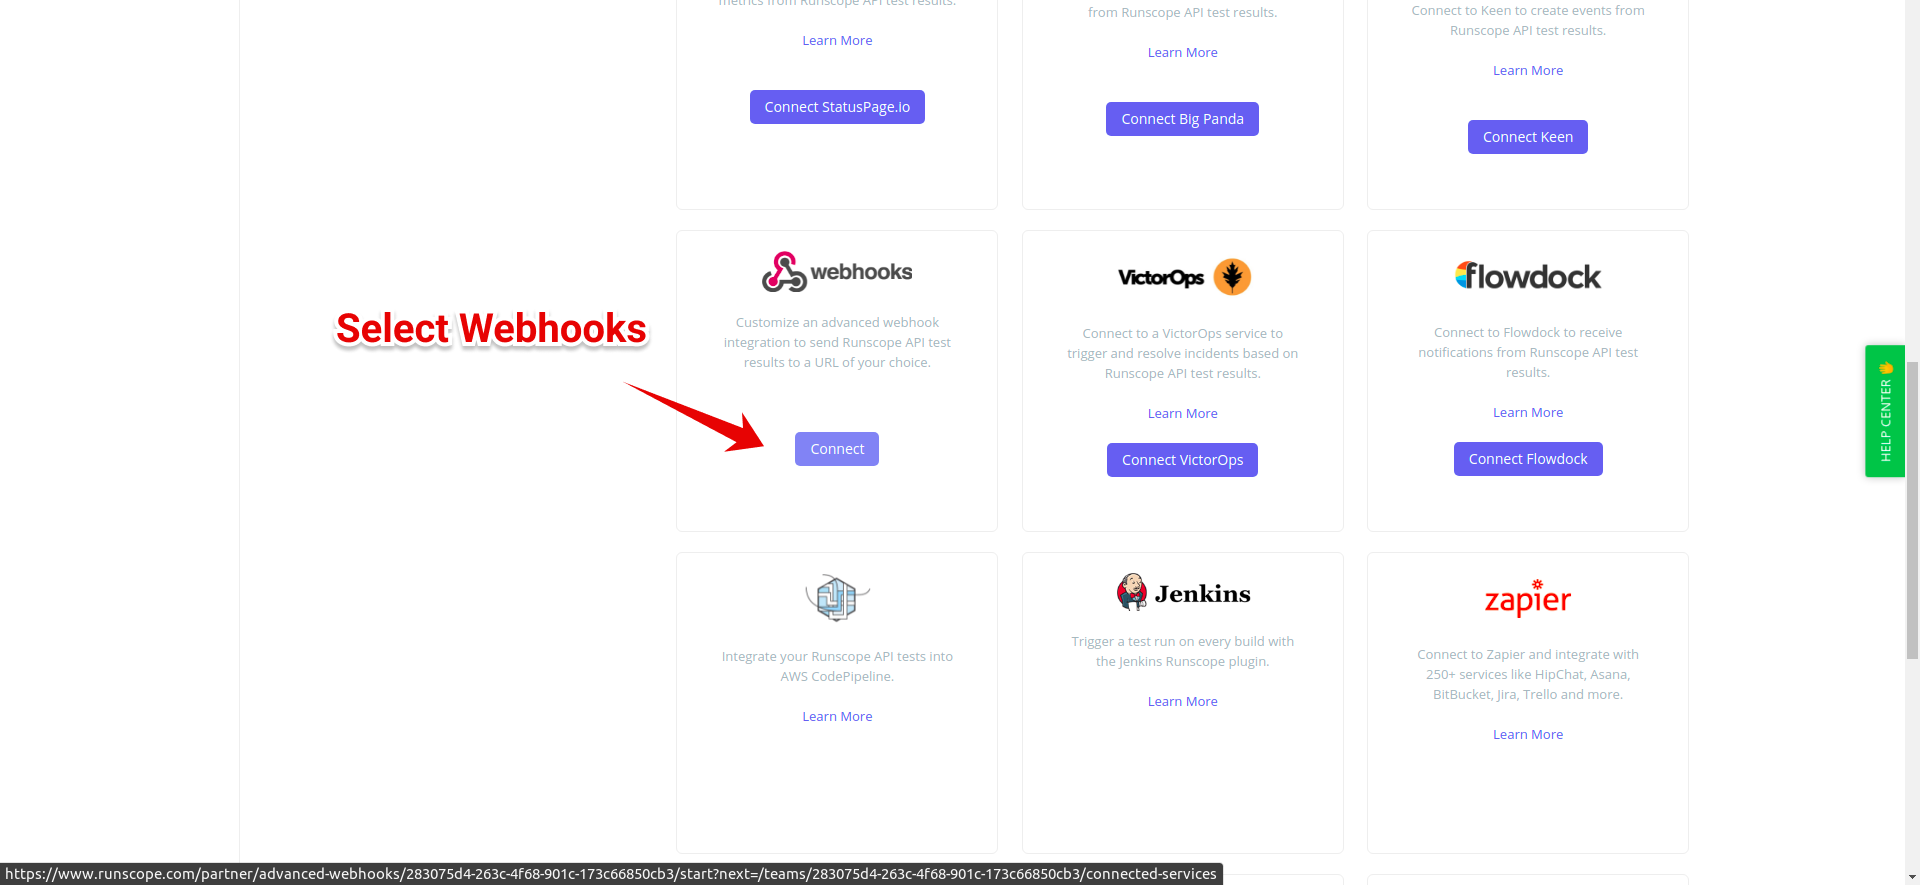 metrics from Runscope API test results.
Learn More
Connect StatusPage.io
from Runscope API test results.
Learn More
Connect Big Panda
Connect to Keen to create events from
Runscope API test results.
Learn More
Connect Keen
Select Webhooks
webhooks
Customize an advanced webhook
integration to send Runscope API test
results to a URL of your choice.
Connect
VictorOps
Connect to a VictorOps service to
trigger and resolve incidents based on
Runscope API test results.
Learn More
Connect VictorOps
flowdock
Connect to Flowdock to receive
notifications from Runscope API test
results.
Learn More
Connect Flowdock
HELP CENTER
Integrate your Runscope API tests into
AWS CodePipeline.
Learn More
Jenkins
Trigger a test run on every build with
the Jenkins Runscope plugin.
Learn More
zapier
Connect to Zapier and integrate with
250+ services like HipChat, Asana,
BitBucket, Jira, Trello and more.
Learn More
https://www.runscope.com/partner/advanced-webhooks/283075d4-263c-4f68-901c-173c66850cb3/start?next=/teams/283075d4-263c-4f68-901c-173c66850cb3/connected-services